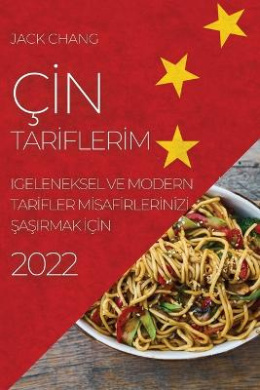 JACK CHANG
ÇİN
TARİFLERİM
IGELENEKSEL VE MODERN
TARİFLER MİSAFİRLERİNİZİ
ŞAŞIRMAK İÇİN
2022